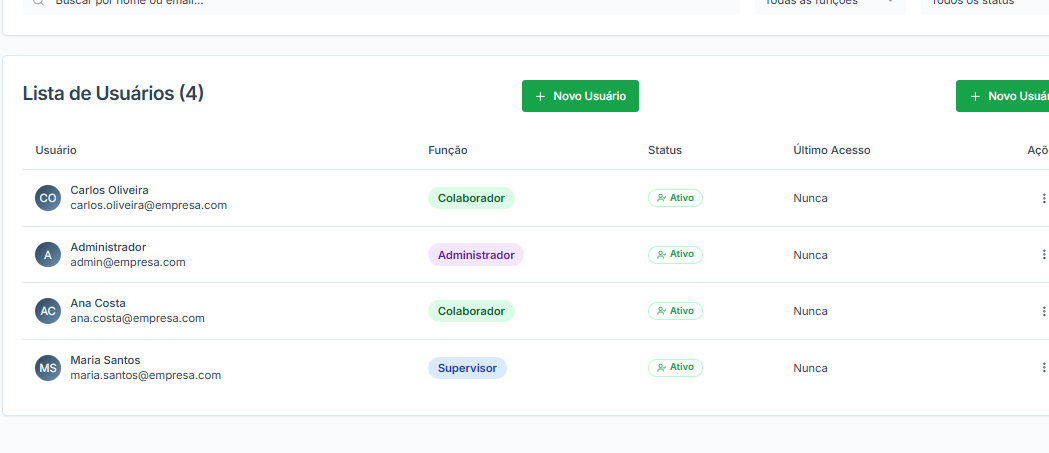 Buscar por nome ou email... Todas as funções Todos os status
Lista de Usuários (4) + Novo Usuário + Novo Usuár
Usuário Função Status Último Acesso Açõ
CO Carlos Oliveira Colaborador Ativo Nunca
carlos.oliveira@empresa.com
A Administrador Administrador Ativo Nunca
admin@empresa.com
AC Ana Costa Colaborador Ativo Nunca
ana.costa@empresa.com
MS Maria Santos Supervisor Ativo Nunca
maria.santos@empresa.com